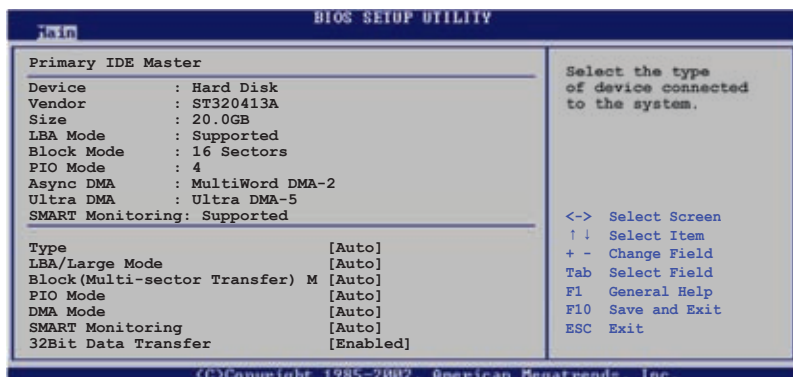 BIOS SETUP UTILITY
Main
Primary IDE Master
Device : Hard Disk
Vendor : ST320413A
Size : 20.0GB
LBA Mode : Supported
Block Mode : 16 Sectors
PIO Mode : 4
Async DMA : MultiWord DMA-2
Ultra DMA : Ultra DMA-5
SMART Monitoring: Supported
Type [Auto]
LBA/Large Mode [Auto]
Block(Multi-sector Transfer) M [Auto]
PIO Mode [Auto]
DMA Mode [Auto]
SMART Monitoring [Auto]
32Bit Data Transfer [Enabled]
Select the type
of device connected
to the system.
<-> Select Screen
↑↓ Select Item
+ - Change Field
Tab Select Field
F1 General Help
F10 Save and Exit
ESC Exit
(C)Copyright 1985-2002, American Megatrends, Inc.